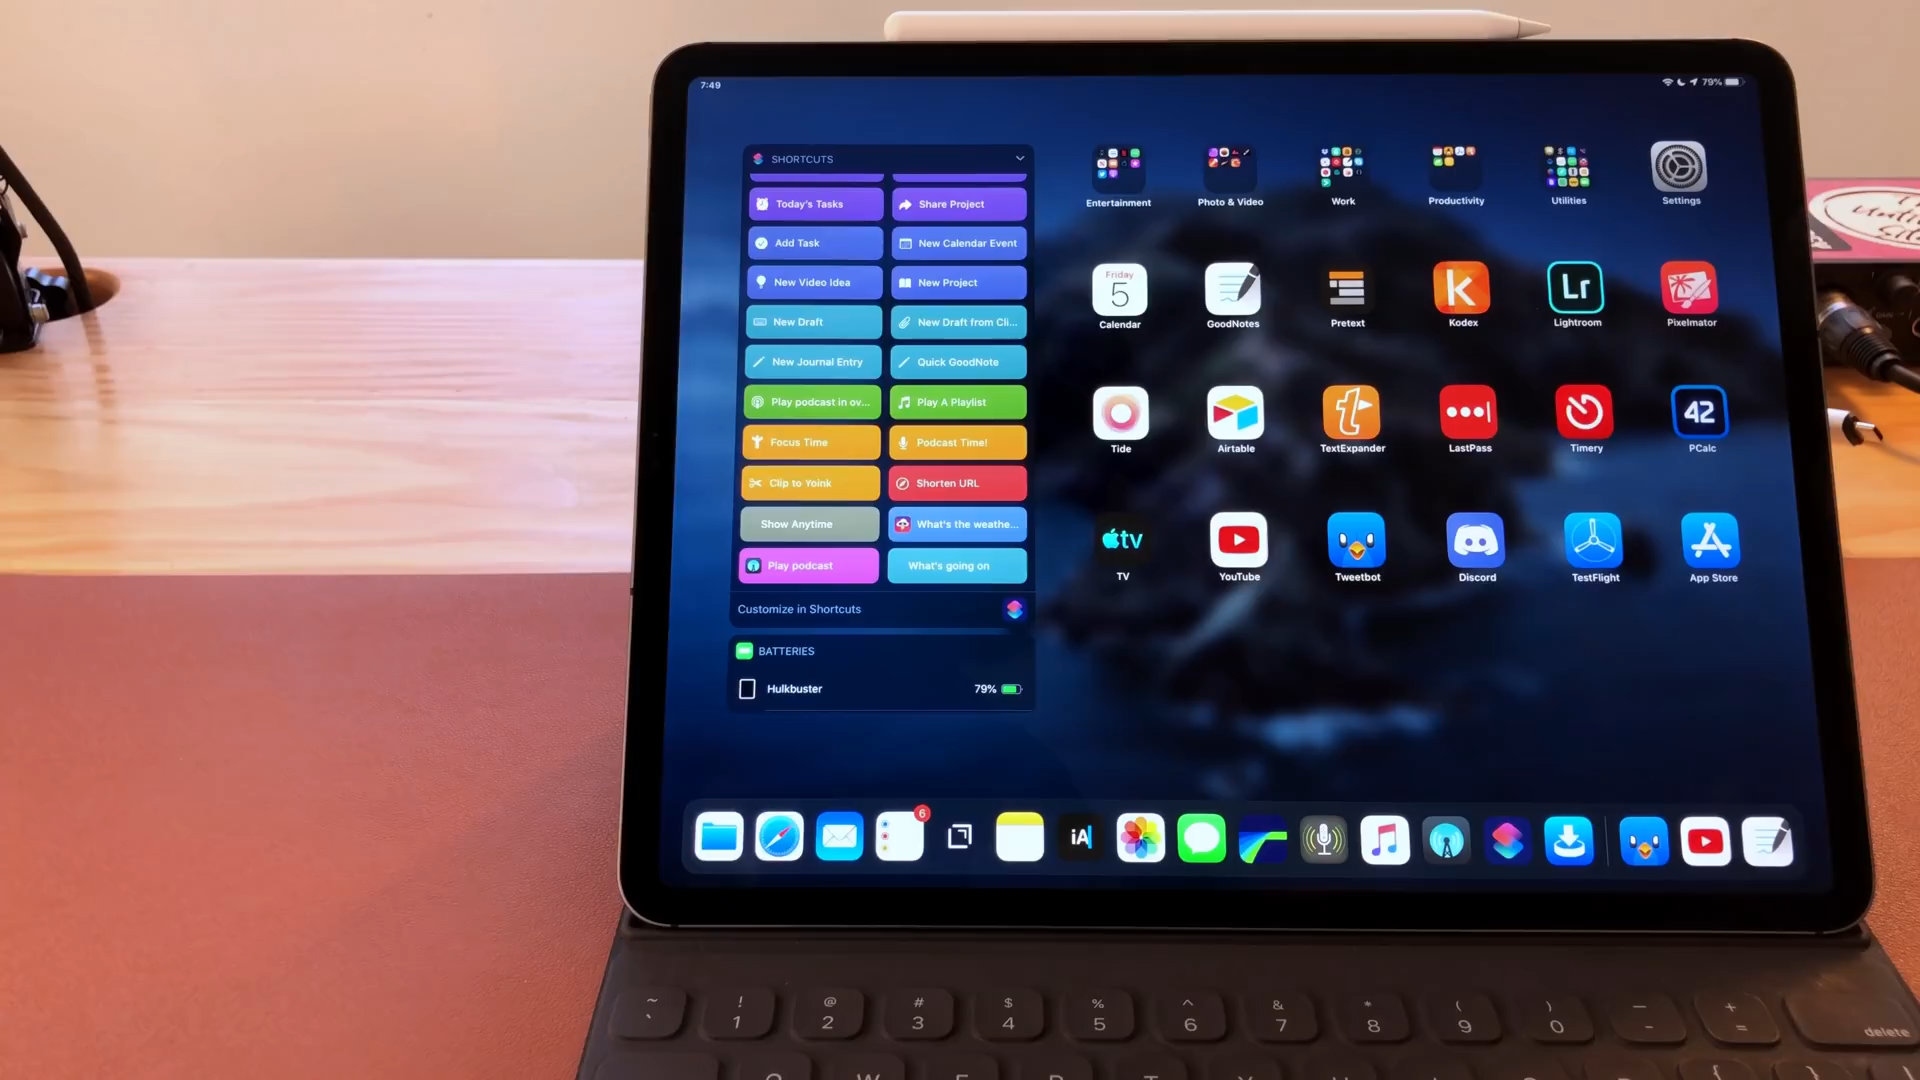 7:49
79%
SHORTCUTS
Today's Tasks
Share Project
Add Task
New Calendar Event
New Video Idea
New Project
New Draft
New Draft from Cli...
New Journal Entry
Quick GoodNote
Play podcast in ov...
Play A Playlist
Focus Time
Podcast Time!
Clip to Yoink
Shorten URL
Show Anytime
What's the weathe...
Play podcast
What's going on
Customize in Shortcuts
BATTERIES
Hulkbuster
79%
Entertainment
Photo & Video
Work
Productivity
Utilities
Settings
Friday
5
Calendar
GoodNotes
Pretext
K
Kodex
Lr
Lightroom
Pixelmator
Tide
Airtable
t
TextExpander
LastPass
Timery
42
PCalc
tv
TV
YouTube
Tweetbot
Discord
TestFlight
App Store
6
iA
~ ! @ # $ % ^ & * ( ) _ +
` 1 2 3 4 5 6 7 8 9 0 - =
delete